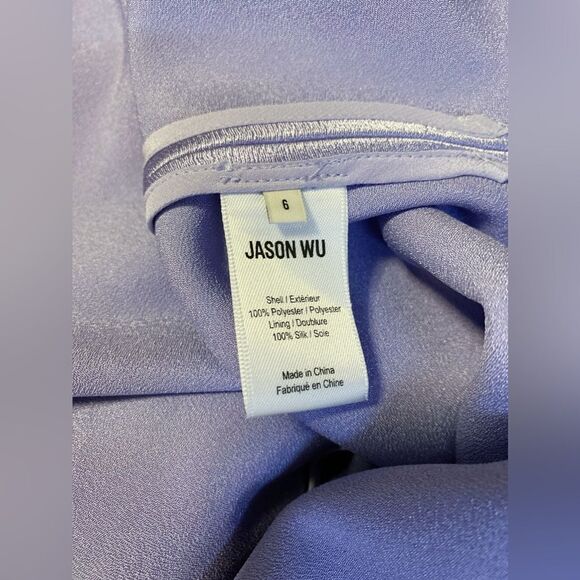 6
JASON WU
Shell / Extérieur
100% Polyester / Polyester
Lining / Doublure
100% Silk / Soie
Made in China
Fabriqué en Chine